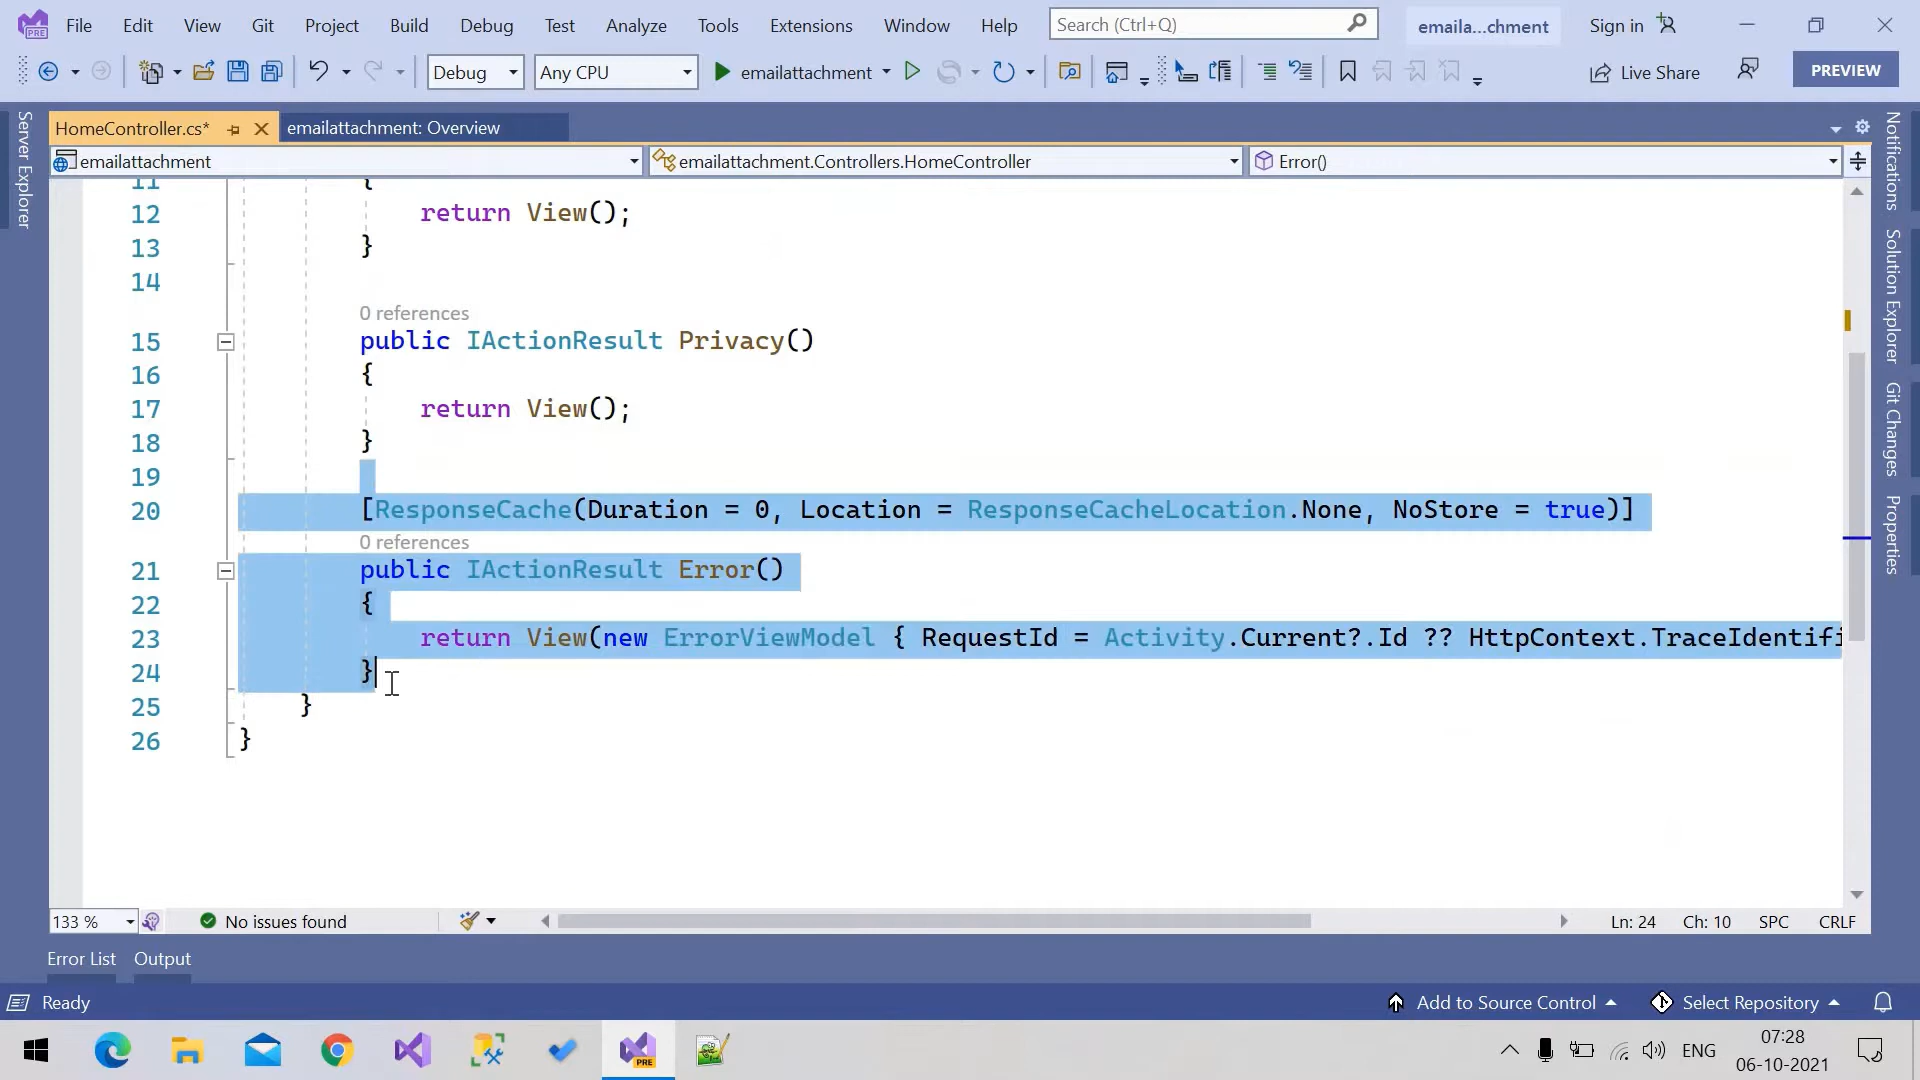 File Edit View Git Project Build Debug Test Analyze Tools Extensions Window Help Search (Ctrl+Q) emaila...chment Sign in
Debug Any CPU emailattachment Live Share PREVIEW
HomeController.cs* emailattachment: Overview
emailattachment emailattachment.Controllers.HomeController Error()
Server Explorer
11 {
12 return View();
13 }
14
0 references
15 public IActionResult Privacy()
16 {
17 return View();
18 }
19
20 [ResponseCache(Duration = 0, Location = ResponseCacheLocation.None, NoStore = true)]
0 references
21 public IActionResult Error()
22 {
23 return View(new ErrorViewModel { RequestId = Activity.Current?.Id ?? HttpContext.TraceIdentifi
24 }
25 }
26 }
Notifications
Solution Explorer
Git Changes
Properties
133 % No issues found Ln: 24 Ch: 10 SPC CRLF
Error List Output
Ready Add to Source Control Select Repository
PRE
PRE
ENG 07:28
06-10-2021